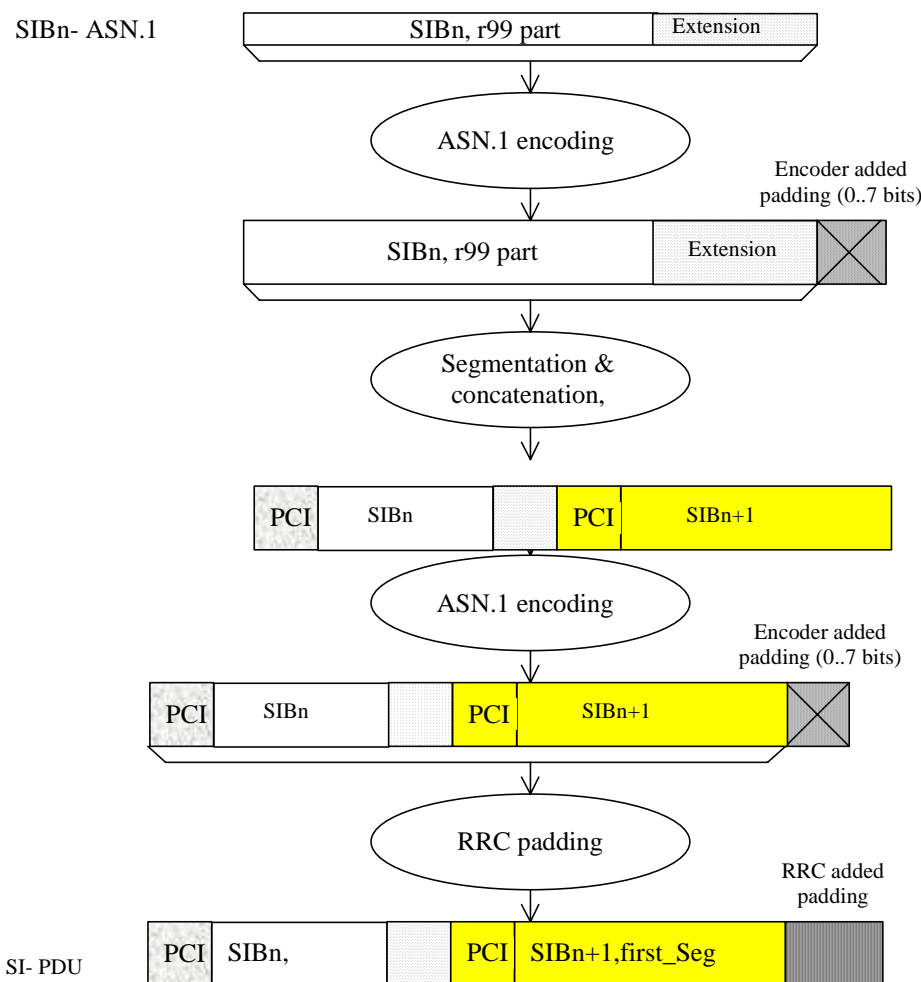 SIBn- ASN.1
SIBn, r99 part
Extension
ASN.1 encoding
Encoder added
padding (0..7 bits)
SIBn, r99 part
Extension
Segmentation &
concatenation,
PCI
SIBn
PCI
SIBn+1
ASN.1 encoding
Encoder added
padding (0..7 bits)
PCI
SIBn
PCI
SIBn+1
RRC padding
RRC added
padding
SI- PDU
PCI
SIBn,
PCI
SIBn+1,first_Seg